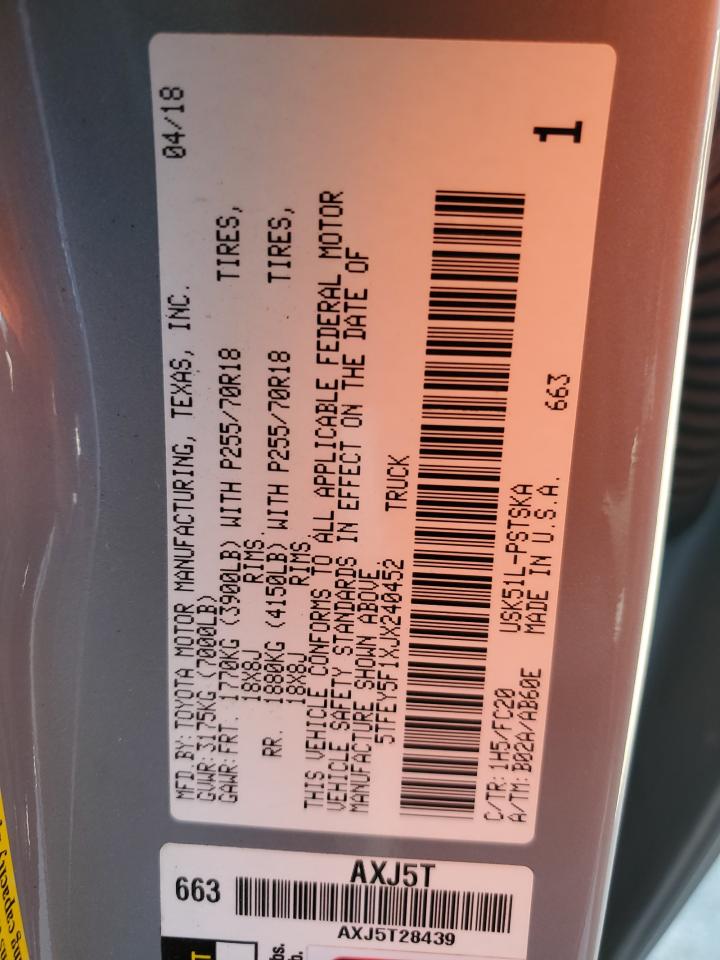 04/18
MFD.BY:TOYOTA MOTOR MANUFACTURING, TEXAS, INC.
GVWR:3175KG (7000LB)
GAWR:FRT. 1770KG (3900LB) WITH P255/70R18 TIRES,
18X8J RIMS.
RR. 1880KG (4150LB) WITH P255/70R18 TIRES,
18X8J RIMS.
THIS VEHICLE CONFORMS TO ALL APPLICABLE FEDERAL MOTOR
VEHICLE SAFETY STANDARDS IN EFFECT ON THE DATE OF
MANUFACTURE SHOWN ABOVE
5TFEY5F1XJX240452 TRUCK
C/TR: 1H5/FC20 USK51L-PSTSKA 663
A/TM: B02A/AB60E MADE IN U.S.A.
1
663 AXJ5T
AXJ5T28439
lbs.